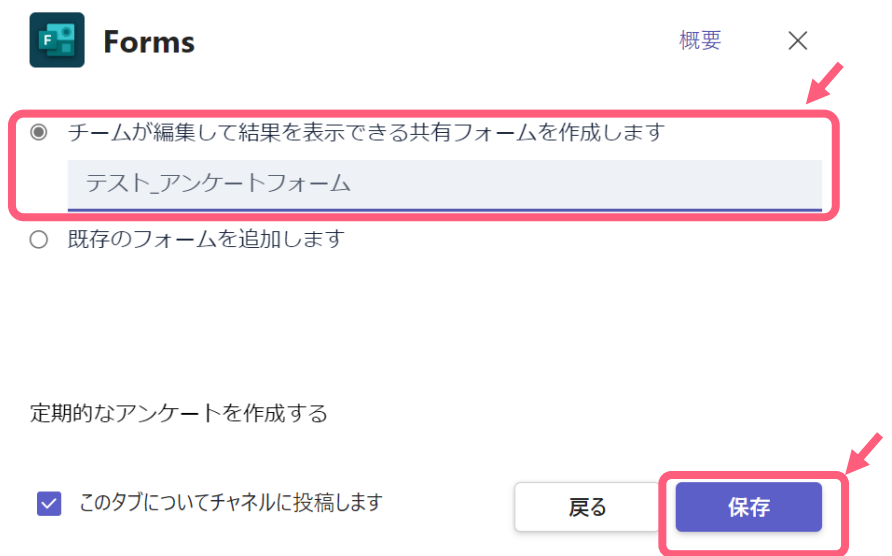 Forms
概要
チームが編集して結果を表示できる共有フォームを作成します
テスト_アンケートフォーム
既存のフォームを追加します
定期的なアンケートを作成する
このタブについてチャネルに投稿します
戻る
保存